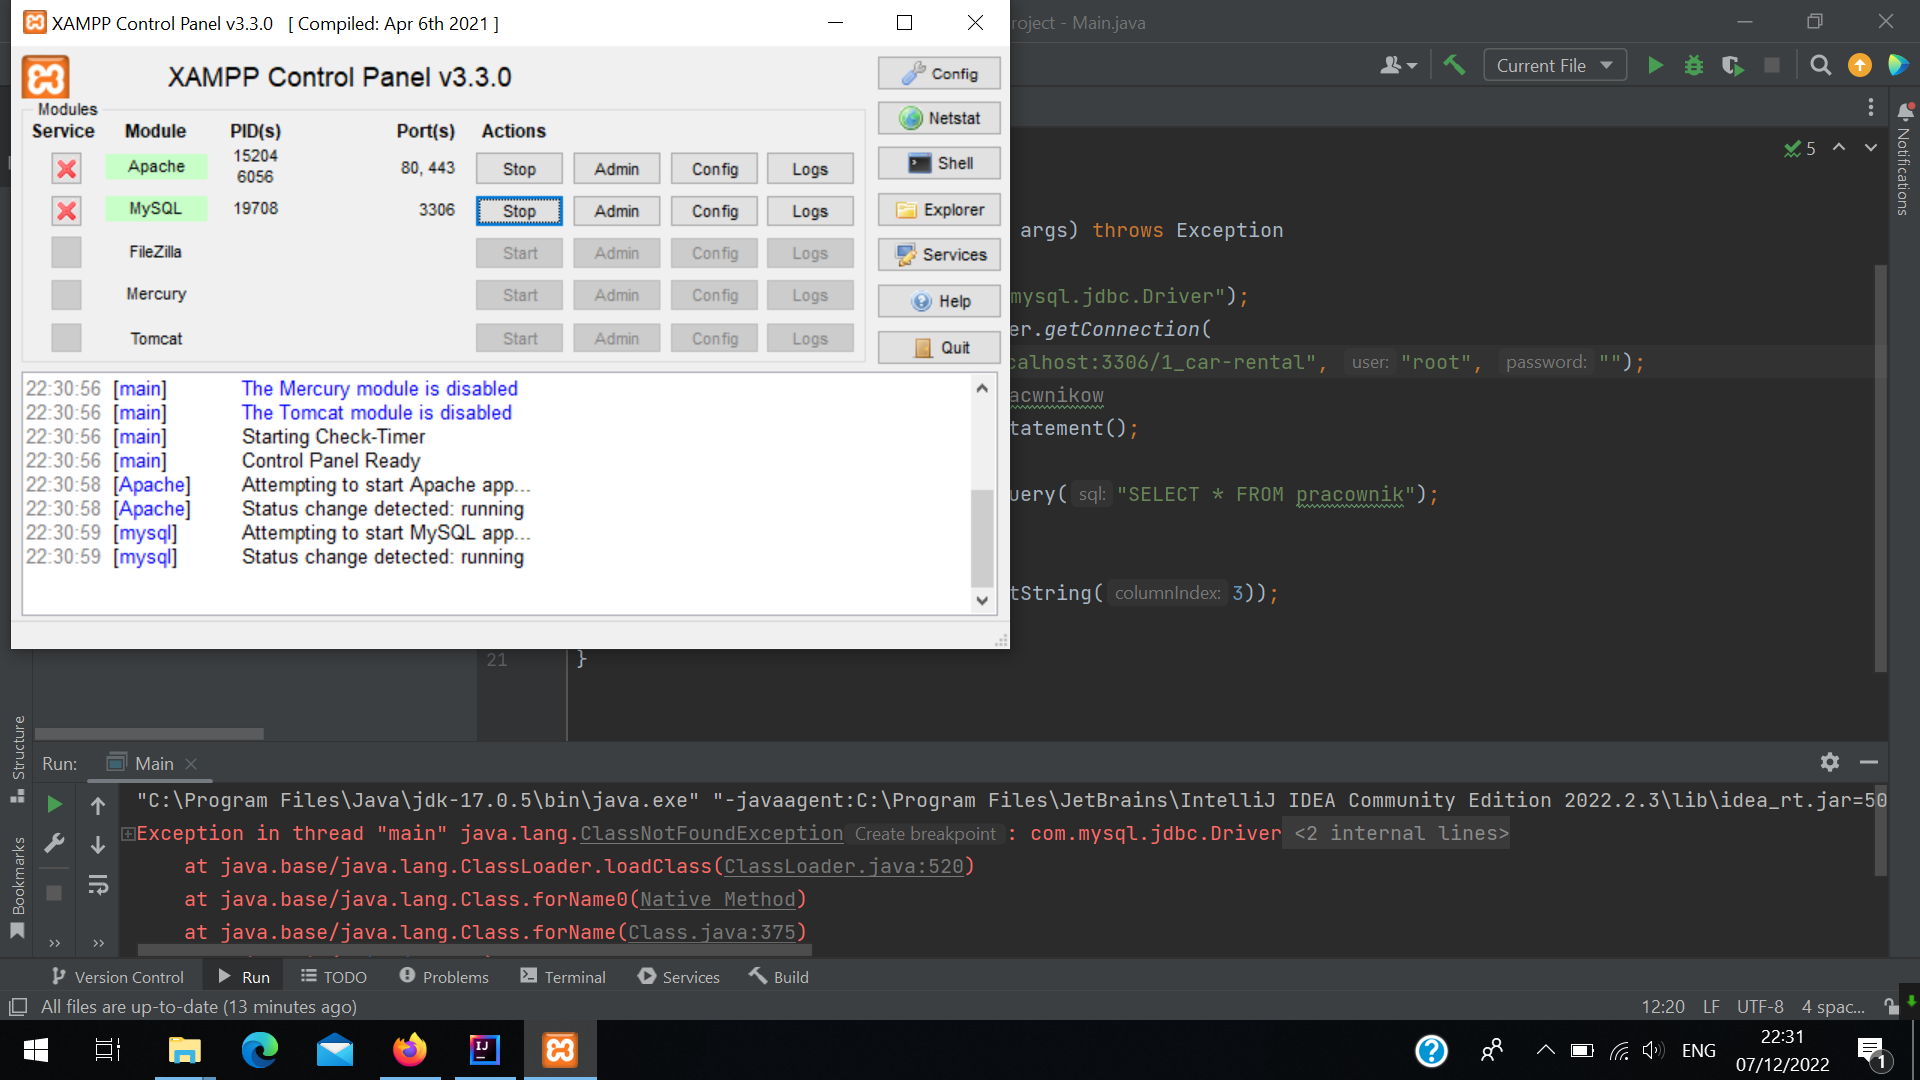 XAMPP Control Panel v3.3.0 [ Compiled: Apr 6th 2021 ]
roject - Main.java
XAMPP Control Panel v3.3.0
Config
Current File
Modules
Service Module PID(s) Port(s) Actions
Netstat
Apache 15204 6056 80, 443 Stop Admin Config Logs
Shell
5
MySQL 19708 3306 Stop Admin Config Logs
Explorer
FileZilla Start Admin Config Logs
Services
Mercury Start Admin Config Logs
Help
Tomcat Start Admin Config Logs
Quit
Notifications
22:30:56 [main] The Mercury module is disabled
22:30:56 [main] The Tomcat module is disabled
22:30:56 [main] Starting Check-Timer
22:30:56 [main] Control Panel Ready
22:30:58 [Apache] Attempting to start Apache app...
22:30:58 [Apache] Status change detected: running
22:30:59 [mysql] Attempting to start MySQL app...
22:30:59 [mysql] Status change detected: running
args) throws Exception
mysql.jdbc.Driver");
er.getConnection(
calhost:3306/1_car-rental", user: "root", password: "");
acwnikow
tatement();
uery( sql: "SELECT * FROM pracownik");
tString( columnIndex: 3));
21 }
Structure
Bookmarks
Run: Main
"C:\Program Files\Java\jdk-17.0.5\bin\java.exe" "-javaagent:C:\Program Files\JetBrains\IntelliJ IDEA Community Edition 2022.2.3\lib\idea_rt.jar=50
Exception in thread "main" java.lang.ClassNotFoundException Create breakpoint : com.mysql.jdbc.Driver <2 internal lines>
at java.base/java.lang.ClassLoader.loadClass(ClassLoader.java:520)
at java.base/java.lang.Class.forName0(Native Method)
at java.base/java.lang.Class.forName(Class.java:375)
Version Control Run TODO Problems Terminal Services Build
All files are up-to-date (13 minutes ago)
12:20 LF UTF-8 4 spac...
ENG
22:31
07/12/2022
1